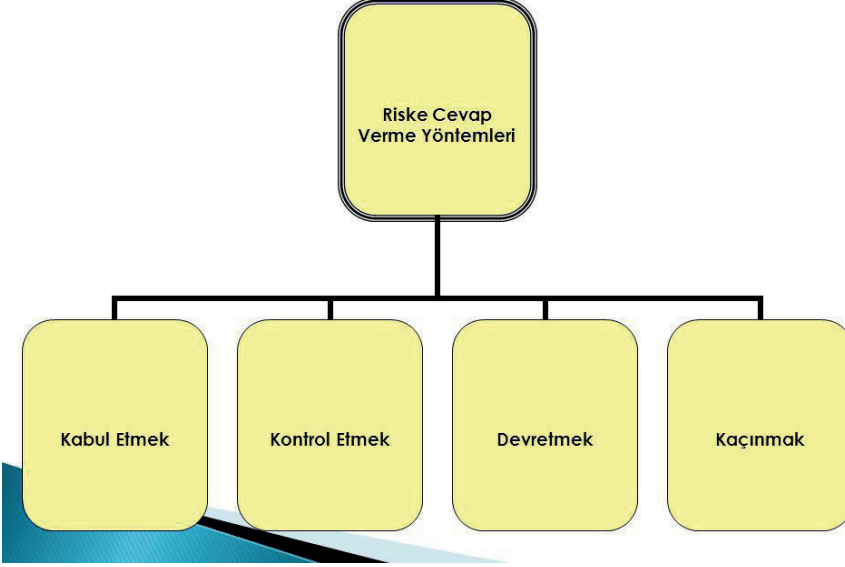 Riske Cevap
Verme Yöntemleri
Kabul Etmek
Kontrol Etmek
Devretmek
Kaçınmak